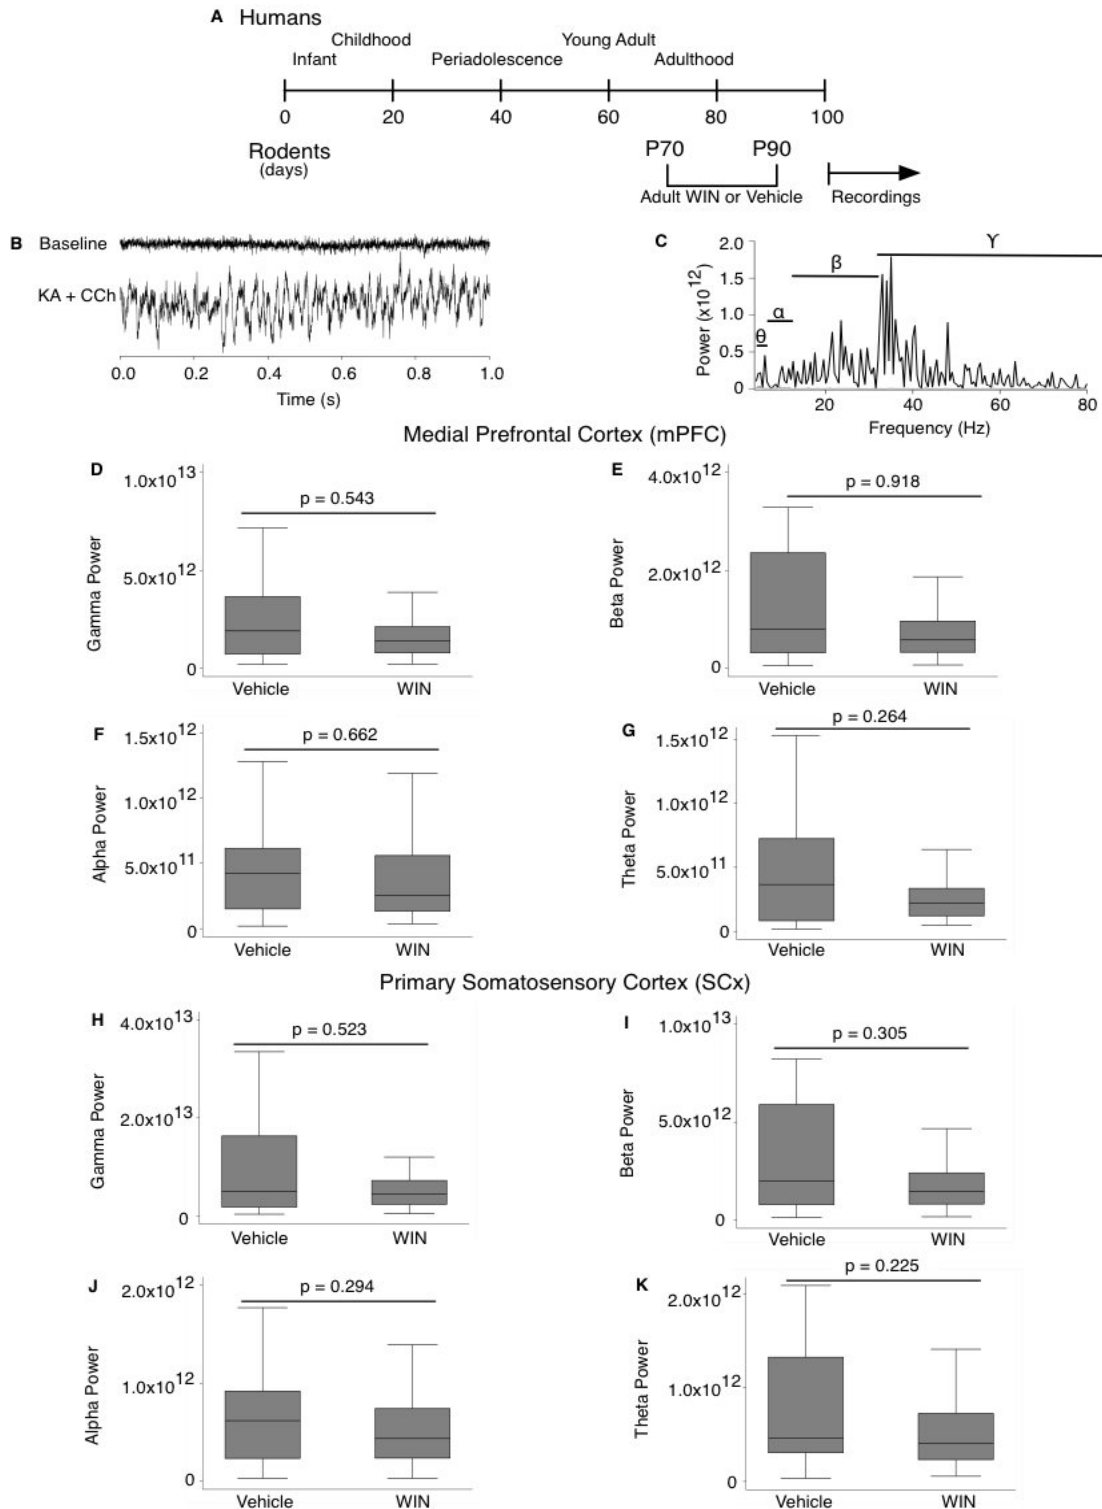 A Humans
Childhood Young Adult
Infant Periadolescence Adulthood
0 20 40 60 80 100
Rodents
(days)
P70 P90
Adult WIN or Vehicle Recordings
B Baseline
KA + CCh
0.0 0.2 0.4 0.6 0.8 1.0
Time (s)
C
Power (x10¹²)
2.0
1.5
1.0
0.5
0
θ
α
β
ϒ
20 40 60 80
Frequency (Hz)
Medial Prefrontal Cortex (mPFC)
D
Gamma Power
1.0x10¹³
5.0x10¹²
0
p = 0.543
Vehicle WIN
E
Beta Power
4.0x10¹²
2.0x10¹²
0
p = 0.918
Vehicle WIN
F
Alpha Power
1.5x10¹²
1.0x10¹²
5.0x10¹¹
0
p = 0.662
Vehicle WIN
G
Theta Power
1.5x10¹²
1.0x10¹²
5.0x10¹¹
0
p = 0.264
Vehicle WIN
Primary Somatosensory Cortex (SCx)
H
Gamma Power
4.0x10¹³
2.0x10¹³
0
p = 0.523
Vehicle WIN
I
Beta Power
1.0x10¹³
5.0x10¹²
0
p = 0.305
Vehicle WIN
J
Alpha Power
2.0x10¹²
1.0x10¹²
0
p = 0.294
Vehicle WIN
K
Theta Power
2.0x10¹²
1.0x10¹²
0
p = 0.225
Vehicle WIN